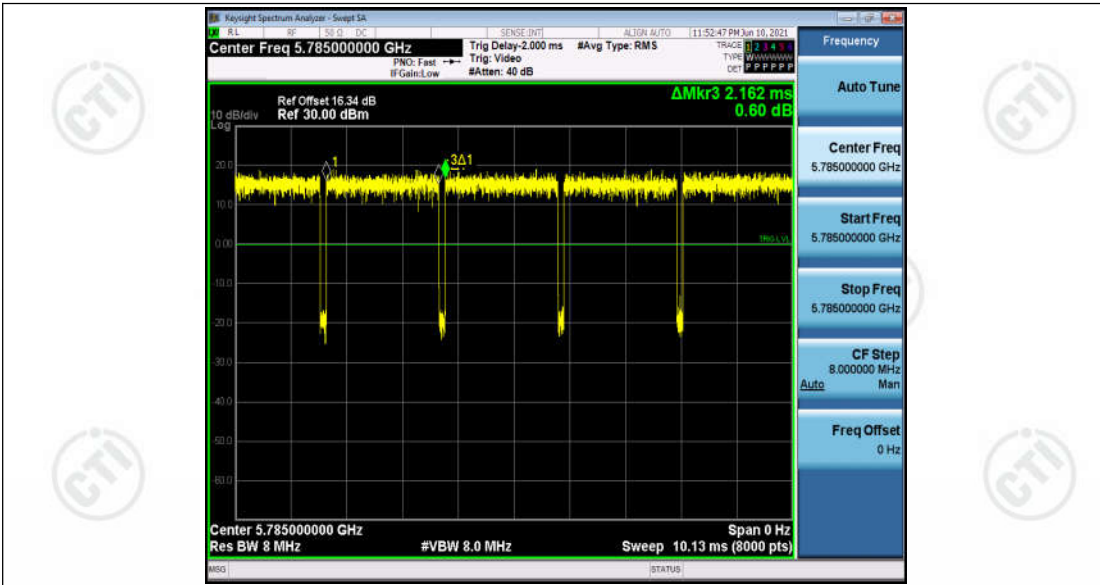 Keysight Spectrum Analyzer - Swept SA
RL RF 50 Ω DC SENSE:INT ALIGN AUTO 11:52:47 PM Jun 10, 2021
Center Freq 5.785000000 GHz
PNO: Fast
IFGain:Low
Trig Delay-2.000 ms
Trig: Video
#Atten: 40 dB
#Avg Type: RMS
TRACE 1 2 3 4 5 6
TYPE WWWWWW
DET P P P P P P
ΔMkr3 2.162 ms
0.60 dB
Ref Offset 16.34 dB
10 dB/div Ref 30.00 dBm
Log
1
3Δ1
20.0
10.0
0.00
TRIG LVL
-10.0
-20.0
-30.0
-40.0
-50.0
-60.0
Center 5.785000000 GHz Span 0 Hz
Res BW 8 MHz #VBW 8.0 MHz Sweep 10.13 ms (8000 pts)
MSG STATUS
Frequency
Auto Tune
Center Freq
5.785000000 GHz
Start Freq
5.785000000 GHz
Stop Freq
5.785000000 GHz
CF Step
8.000000 MHz
Auto Man
Freq Offset
0 Hz
CTI
CTI
CTI
CTI